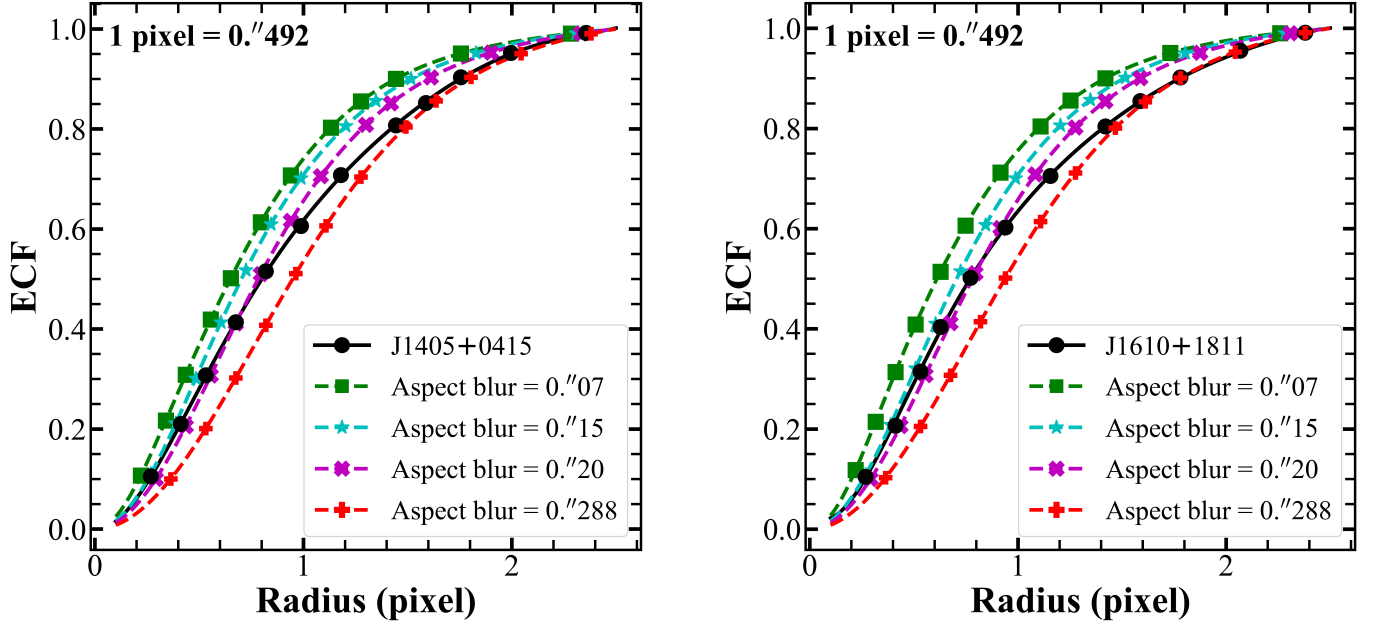 1 pixel = 0.″492
ECF
1.0
0.8
0.6
0.4
0.2
0.0
J1405+0415
Aspect blur = 0.″07
Aspect blur = 0.″15
Aspect blur = 0.″20
Aspect blur = 0.″288
0 1 2
Radius (pixel)
1 pixel = 0.″492
ECF
1.0
0.8
0.6
0.4
0.2
0.0
J1610+1811
Aspect blur = 0.″07
Aspect blur = 0.″15
Aspect blur = 0.″20
Aspect blur = 0.″288
0 1 2
Radius (pixel)